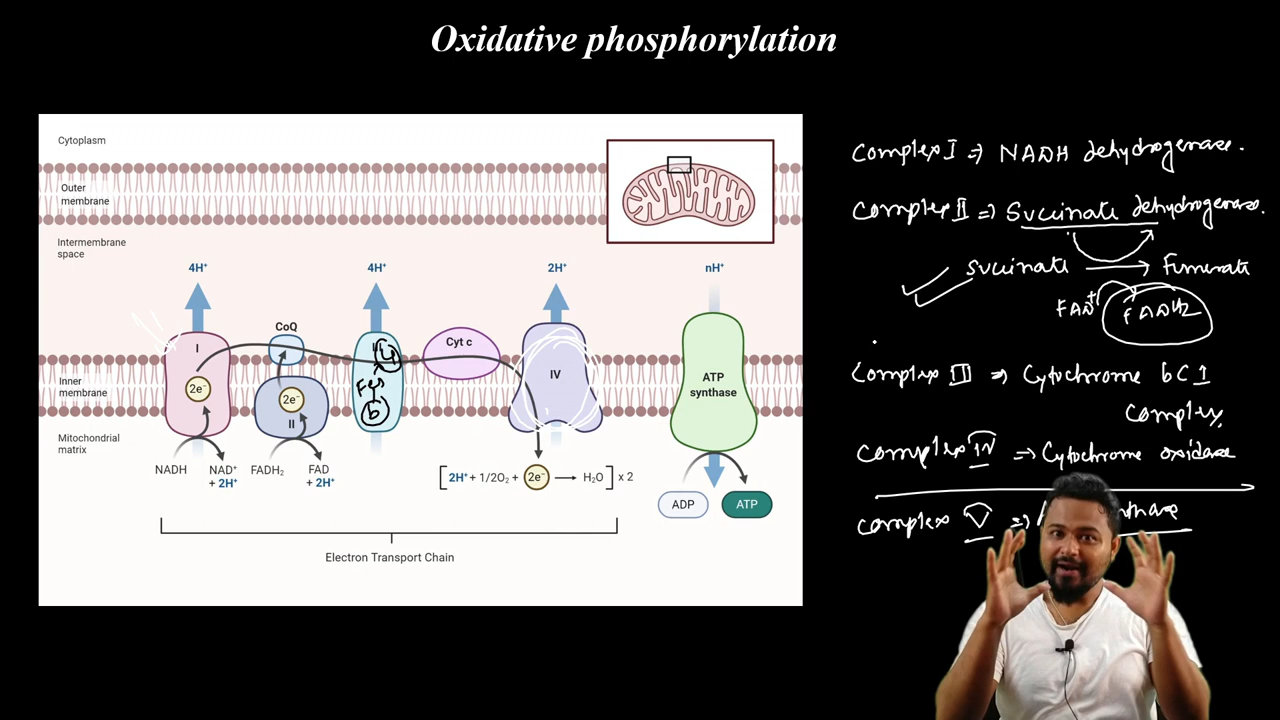 Oxidative phosphorylation
Cytoplasm
Outer
membrane
Intermembrane
space
4H⁺
4H⁺
2H⁺
nH⁺
CoQ
I
2e⁻
2e⁻
II
C1
FeS
b
Cyt c
IV
ATP
synthase
Inner
membrane
Mitochondrial
matrix
NADH
NAD⁺
+ 2H⁺
FADH₂
FAD
+ 2H⁺
[2H⁺ + 1/2O₂ + 2e⁻ → H₂O] x 2
ADP
ATP
Electron Transport Chain
Complex I ⇒ NADH dehydrogenase.
Complex II ⇒ Succinate dehydrogenase.
Succinate → Fumerate
FAD⁺ FADH2
Complex III ⇒ Cytochrome bC1
Complex
Complex IV ⇒ Cytochrome oxidase
Complex V ⇒